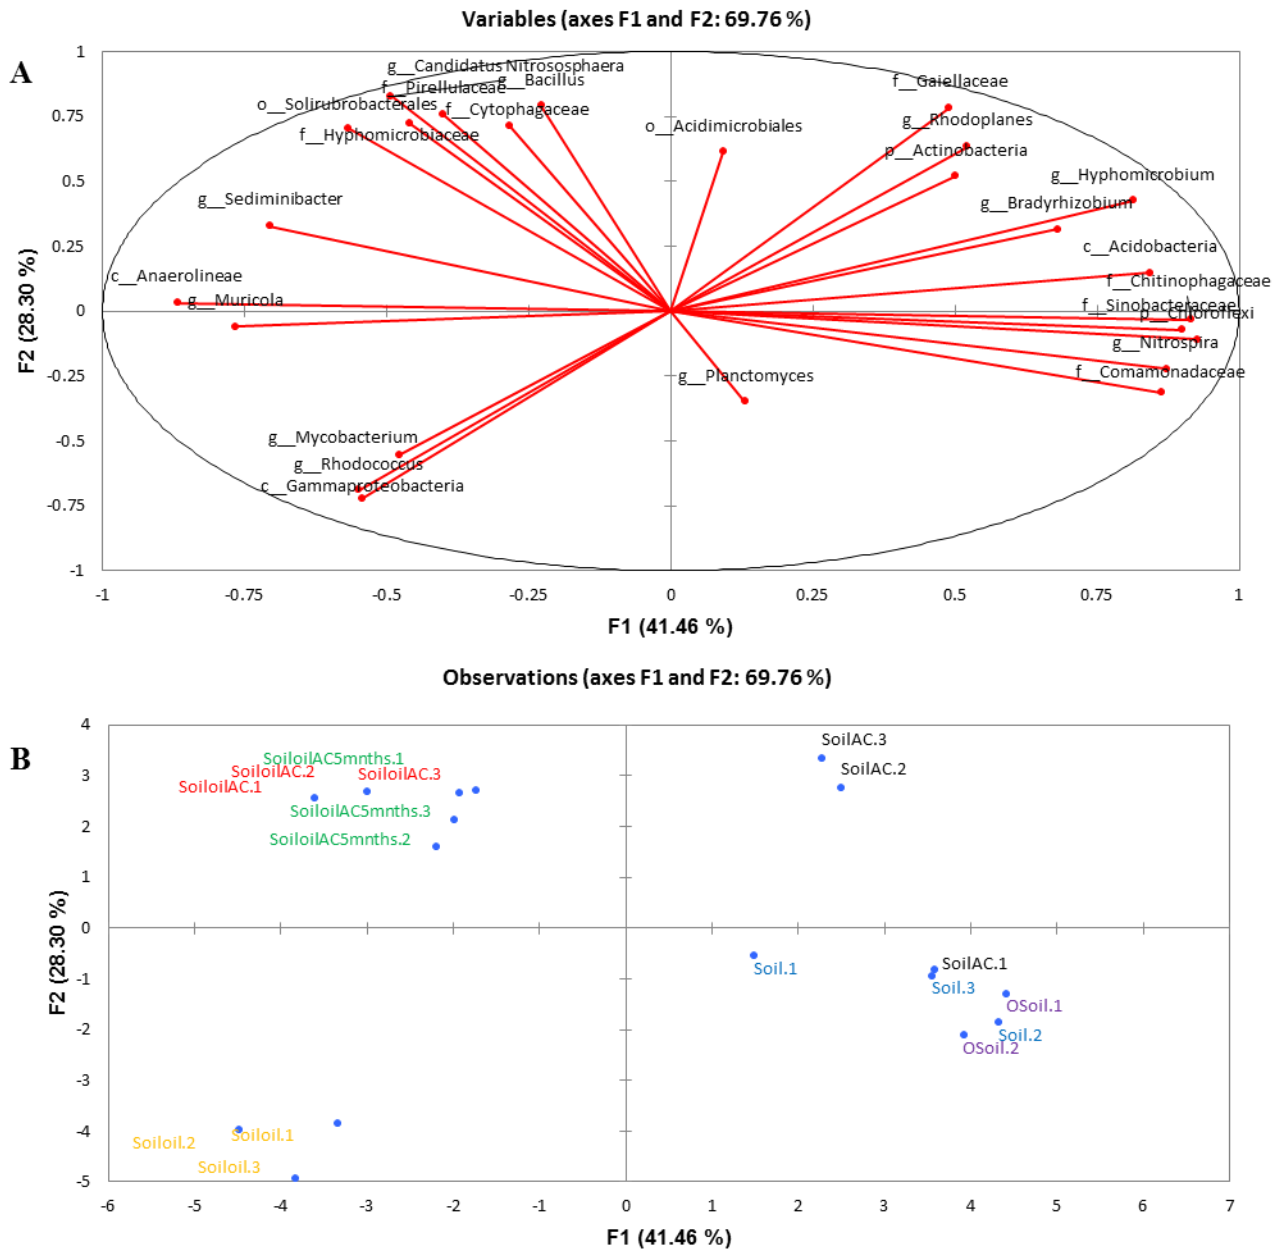 Variables (axes F1 and F2: 69.76 %)
A
1
g__Candidatus Nitrososphaera
f__Pirellulaceae
g__Bacillus
f__Gaiellaceae
o__Solirubrobacterales
f__Cytophagaceae
0.75
o__Acidimicrobiales
g__Rhodoplanes
f__Hyphomicrobiaceae
p__Actinobacteria
0.5
g__Hyphomicrobium
g__Sediminibacter
g__Bradyrhizobium
0.25
c__Acidobacteria
c__Anaerolineae
f__Chitinophagaceae
g__Muricola
f__Sinobacteraceae
0
p__Chloroflexi
g__Nitrospira
-0.25
g__Planctomyces
f__Comamonadaceae
g__Mycobacterium
-0.5
g__Rhodococcus
c__Gammaproteobacteria
-0.75
-1
F2 (28.30 %)
-1 -0.75 -0.5 -0.25 0 0.25 0.5 0.75 1
F1 (41.46 %)
Observations (axes F1 and F2: 69.76 %)
B
4
SoilAC.3
SoiloilAC5mnths.1
SoiloilAC.2
SoiloilAC.3
SoilAC.2
3
SoiloilAC.1
SoiloilAC5mnths.3
2
SoiloilAC5mnths.2
1
0
SoilAC.1
Soil.1
-1
Soil.3
OSoil.1
-2
Soil.2
OSoil.2
-3
-4
Soiloil.2
Soiloil.1
Soiloil.3
-5
F2 (28.30 %)
-6 -5 -4 -3 -2 -1 0 1 2 3 4 5 6 7
F1 (41.46 %)